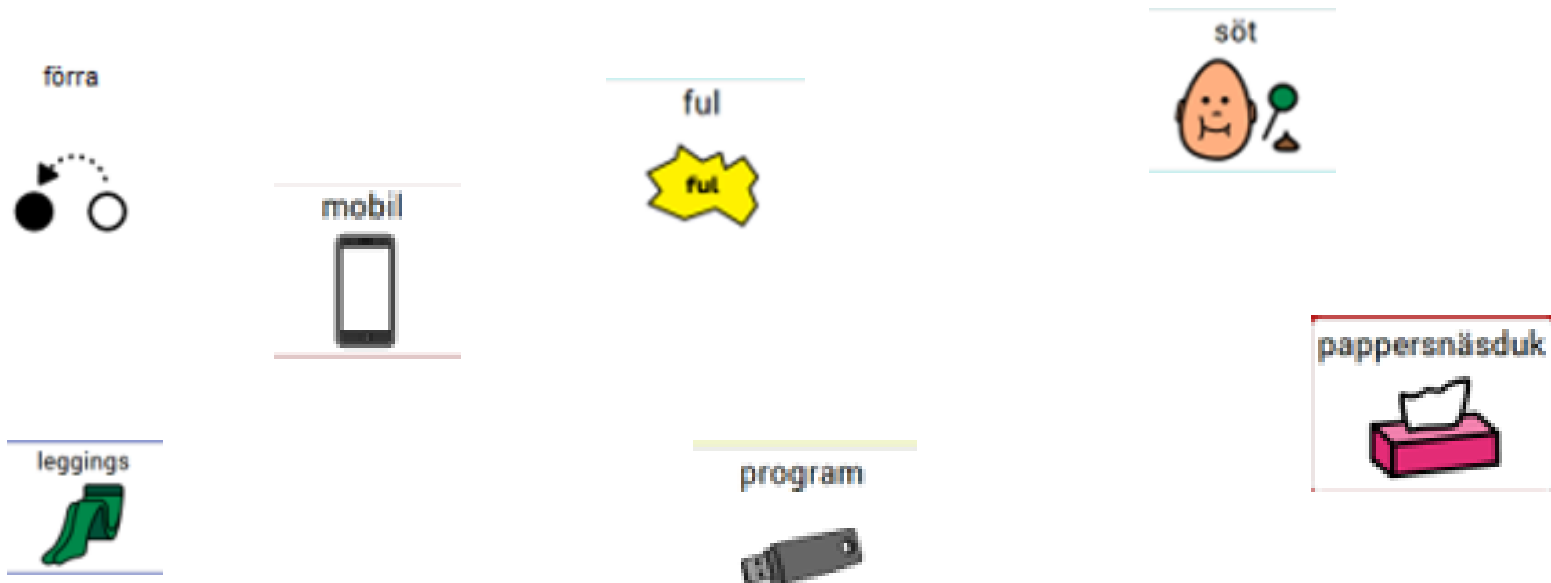 söt
förra
ful
ful
mobil
pappersnäsduk
leggings
program